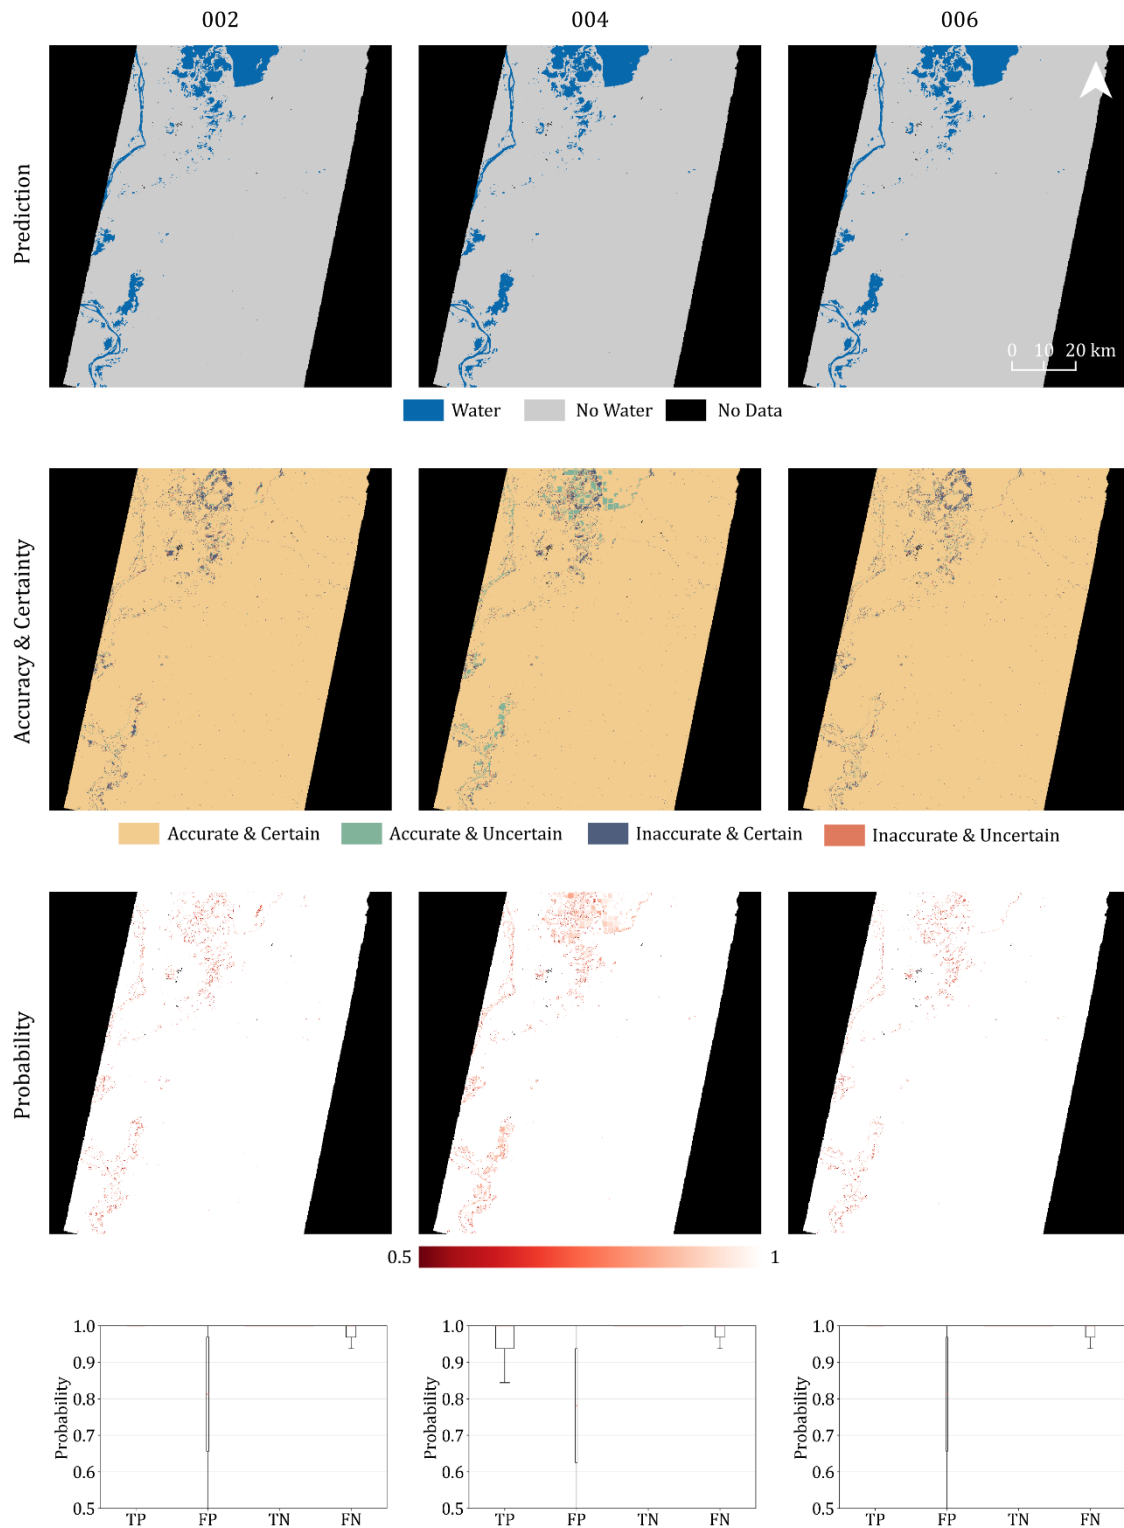 002 004 006
Prediction
0 10 20 km
Water No Water No Data
Accuracy & Certainty
Accurate & Certain Accurate & Uncertain Inaccurate & Certain Inaccurate & Uncertain
Probability
0.5 1
Probability
1.0
0.9
0.8
0.7
0.6
0.5
TP FP TN FN
Probability
1.0
0.9
0.8
0.7
0.6
0.5
TP FP TN FN
Probability
1.0
0.9
0.8
0.7
0.6
0.5
TP FP TN FN